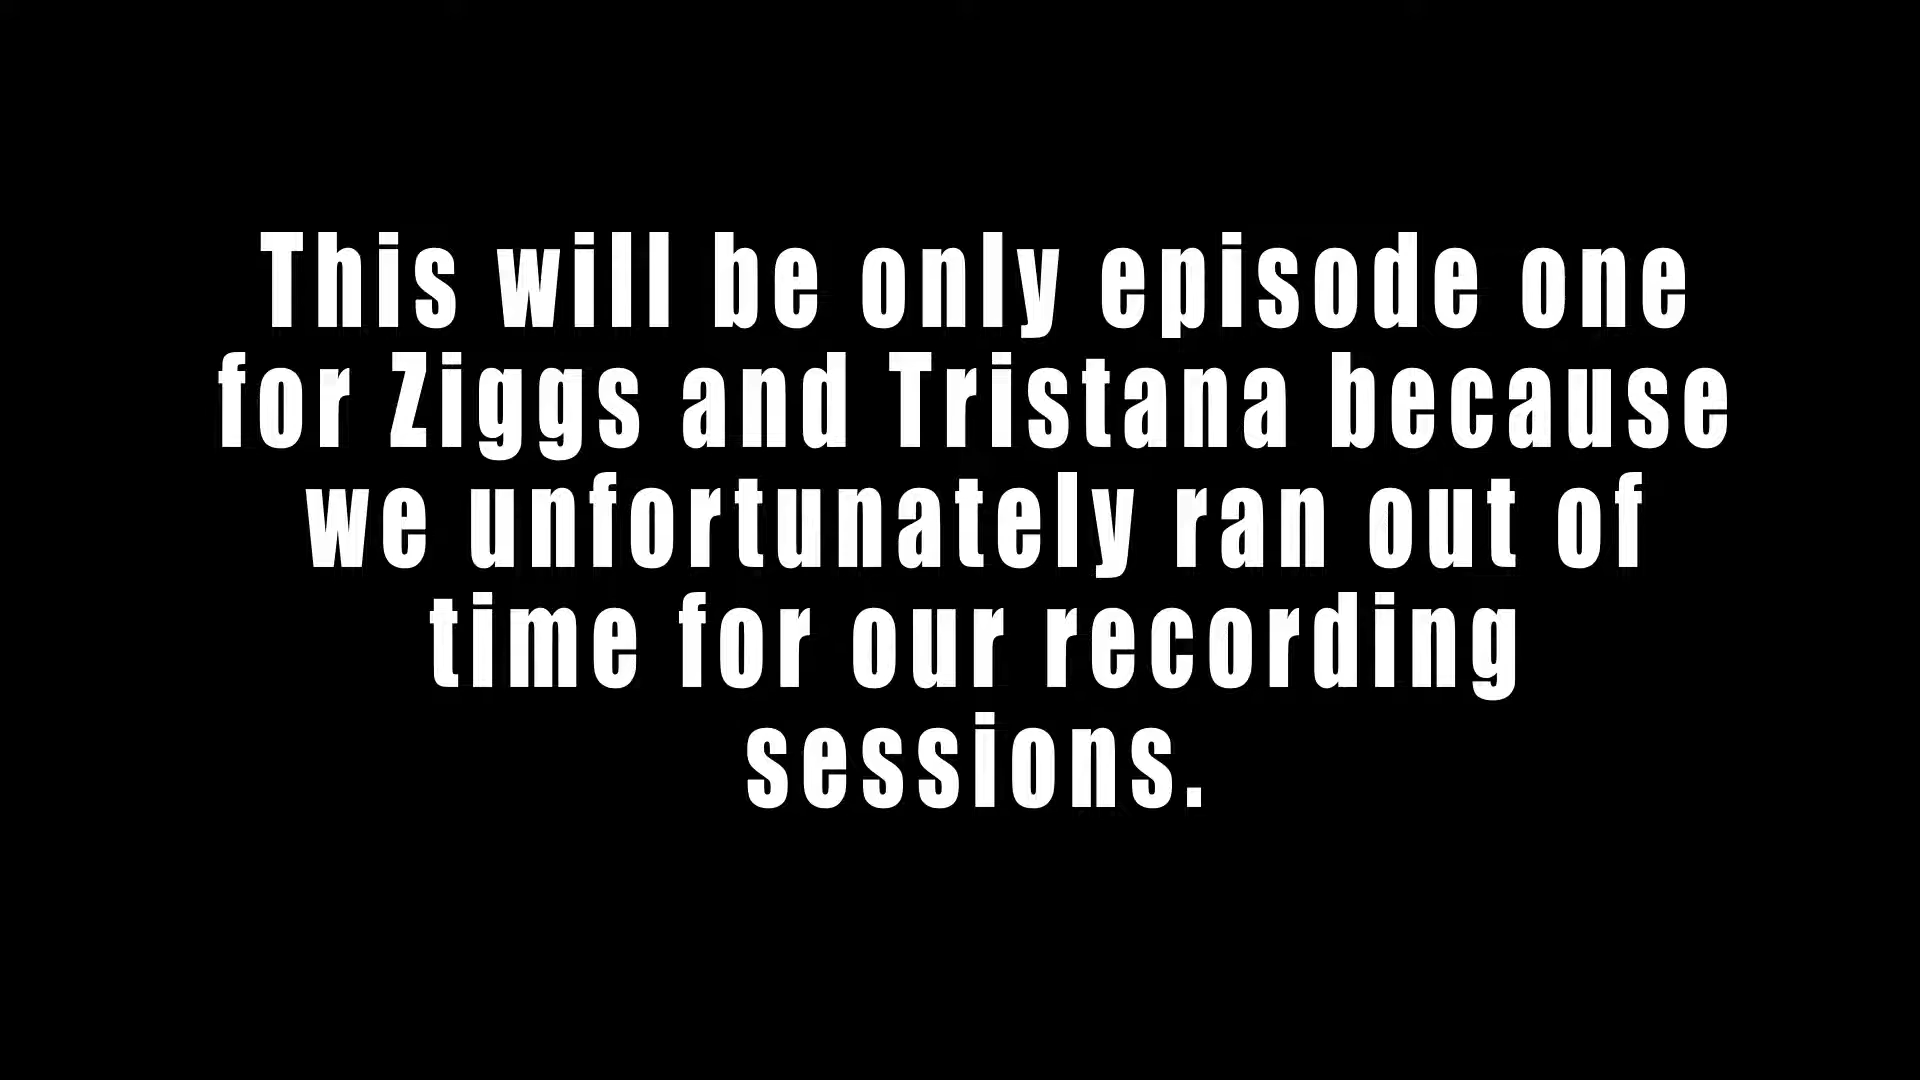 This will be only episode one
for Ziggs and Tristana because
we unfortunately ran out of
time for our recording
sessions.